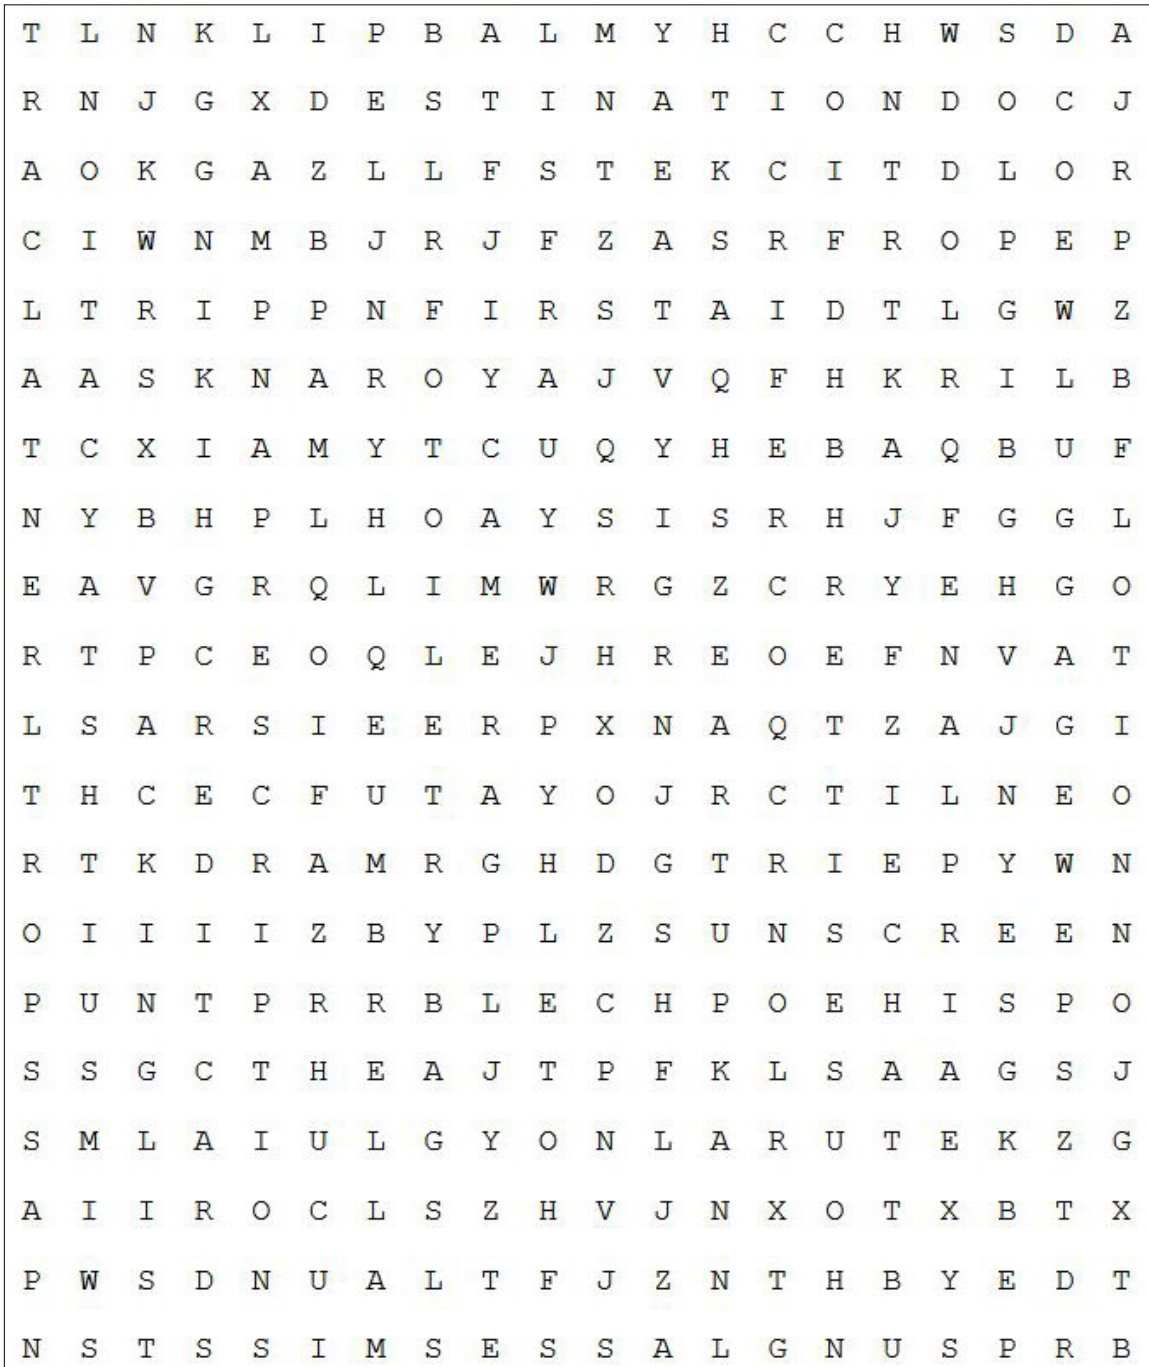 T L N K L I P B A L M Y H C C H W S D A
R N J G X D E S T I N A T I O N D O C J
A O K G A Z L L F S T E K C I T D L O R
C I W N M B J R J F Z A S R F R O P E P
L T R I P P N F I R S T A I D T L G W Z
A A S K N A R O Y A J V Q F H K R I L B
T C X I A M Y T C U Q Y H E B A Q B U F
N Y B H P L H O A Y S I S R H J F G G L
E A V G R Q L I M W R G Z C R Y E H G O
R T P C E O Q L E J H R E O E F N V A T
L S A R S I E E R P X N A Q T Z A J G I
T H C E C F U T A Y O J R C T I L N E O
R T K D R A M R G H D G T R I E P Y W N
O I I I I Z B Y P L Z S U N S C R E E N
P U N T P R R B L E C H P O E H I S P O
S S G C T H E A J T P F K L S A A G S J
S M L A I U L G Y O N L A R U T E K Z G
A I I R O C L S Z H V J N X O T X B T X
P W S D N U A L T F J Z N T H B Y E D T
N S T S S I M S E S S A L G N U S P R B